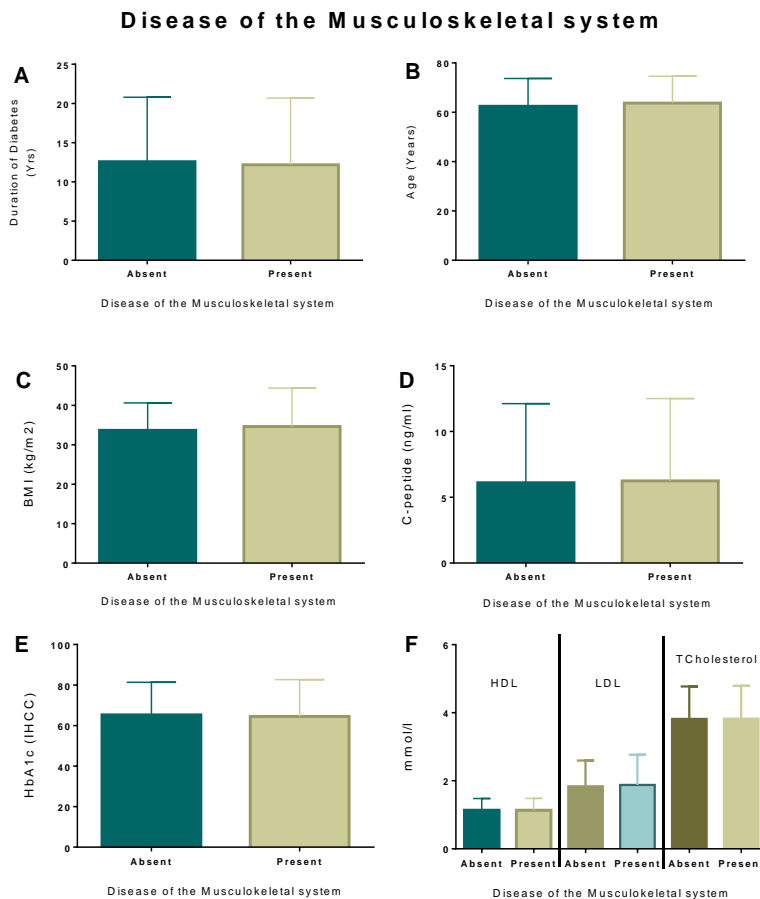 Disease of the Musculoskeletal system
A
Duration of Diabetes
(Yrs)
25
20
15
10
5
0
Absent Present
Disease of the Musculoskeletal system
B
Age (Years)
80
60
40
20
0
Absent Present
Disease of the Musculokeletal system
C
BMI (kg/m2)
50
40
30
20
10
0
Absent Present
Disease of the Musculoskeletal system
D
C-peptide (ng/ml)
15
10
5
0
Absent Present
Disease of the Musculoskeletal system
E
HbA1c (IHCC)
100
80
60
40
20
0
Absent Present
Disease of the Musculoskeletal system
F
mmol/l
6
4
2
0
HDL LDL TCholesterol
Absent Present Absent Present Absent Presen
Disease of the Musculoskeletal system